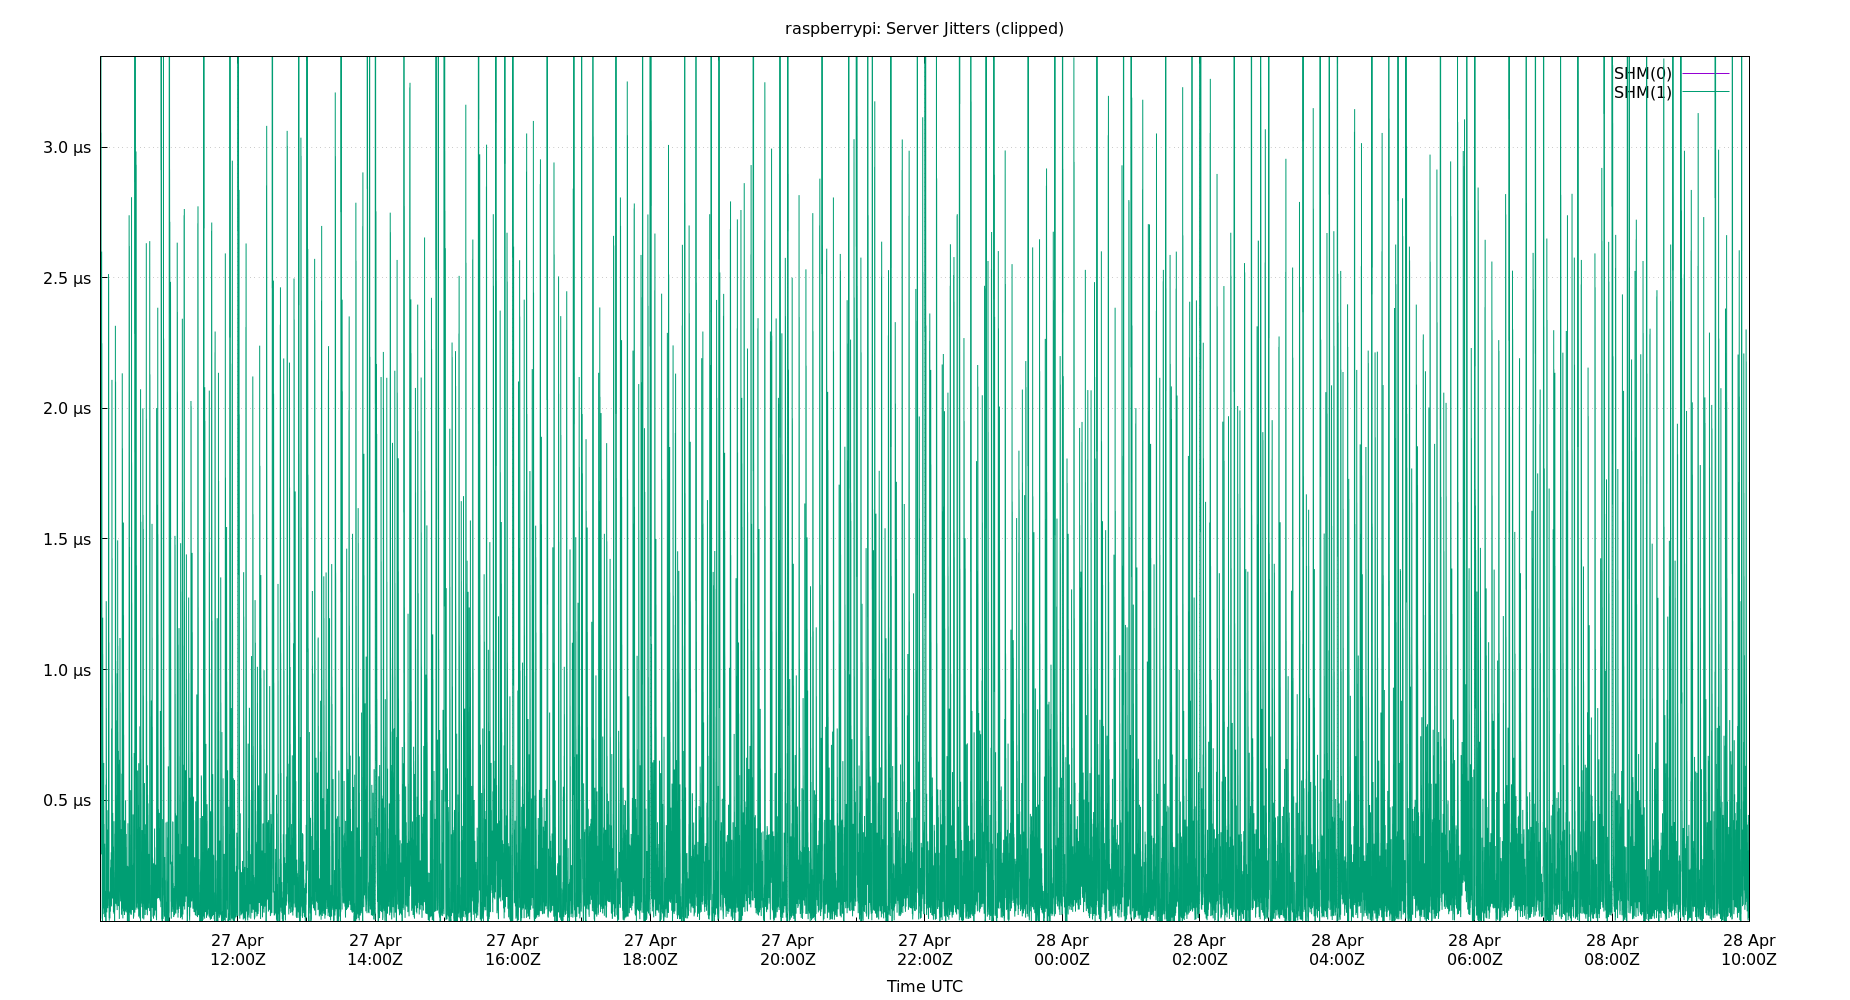 raspberrypi: Server Jitters (clipped)
SHM(0)
SHM(1)
3.0 µs
2.5 µs
2.0 µs
1.5 µs
1.0 µs
0.5 µs
27 Apr 27 Apr 27 Apr 27 Apr 27 Apr 27 Apr 28 Apr 28 Apr 28 Apr 28 Apr 28 Apr 28 Apr
12:00Z 14:00Z 16:00Z 18:00Z 20:00Z 22:00Z 00:00Z 02:00Z 04:00Z 06:00Z 08:00Z 10:00Z
Time UTC